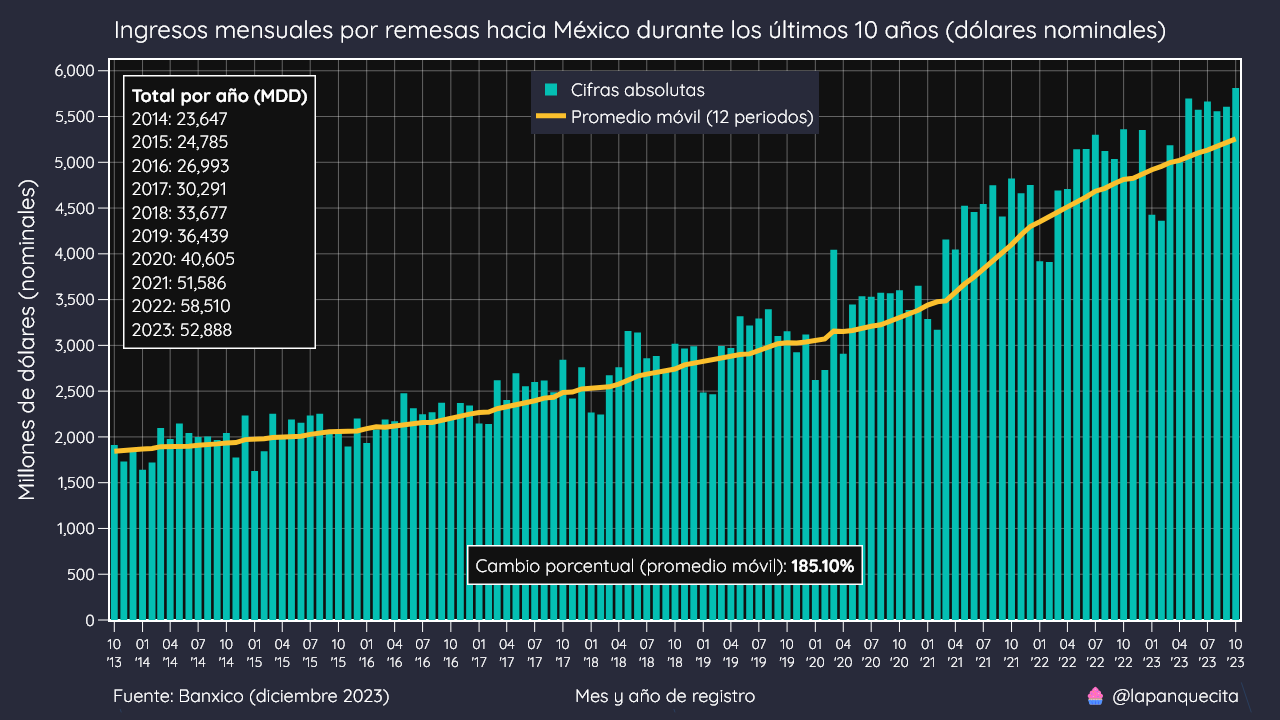 Ingresos mensuales por remesas hacia México durante los últimos 10 años (dólares nominales)
Millones de dólares (nominales)
6,000
5,500
5,000
4,500
4,000
3,500
3,000
2,500
2,000
1,500
1,000
500
0
Total por año (MDD)
2014: 23,647
2015: 24,785
2016: 26,993
2017: 30,291
2018: 33,677
2019: 36,439
2020: 40,605
2021: 51,586
2022: 58,510
2023: 52,888
Cifras absolutas
Promedio móvil (12 periodos)
Cambio porcentual (promedio móvil): 185.10%
10 01 04 07 10 01 04 07 10 01 04 07 10 01 04 07 10 01 04 07 10 01 04 07 10 01 04 07 10 01 04 07 10 01 04 07 10 01 04 07 10
'13 '14 '14 '14 '14 '15 '15 '15 '15 '16 '16 '16 '16 '17 '17 '17 '17 '18 '18 '18 '18 '19 '19 '19 '19 '20 '20 '20 '20 '21 '21 '21 '21 '22 '22 '22 '22 '23 '23 '23 '23
Fuente: Banxico (diciembre 2023)
Mes y año de registro
@lapanquecita